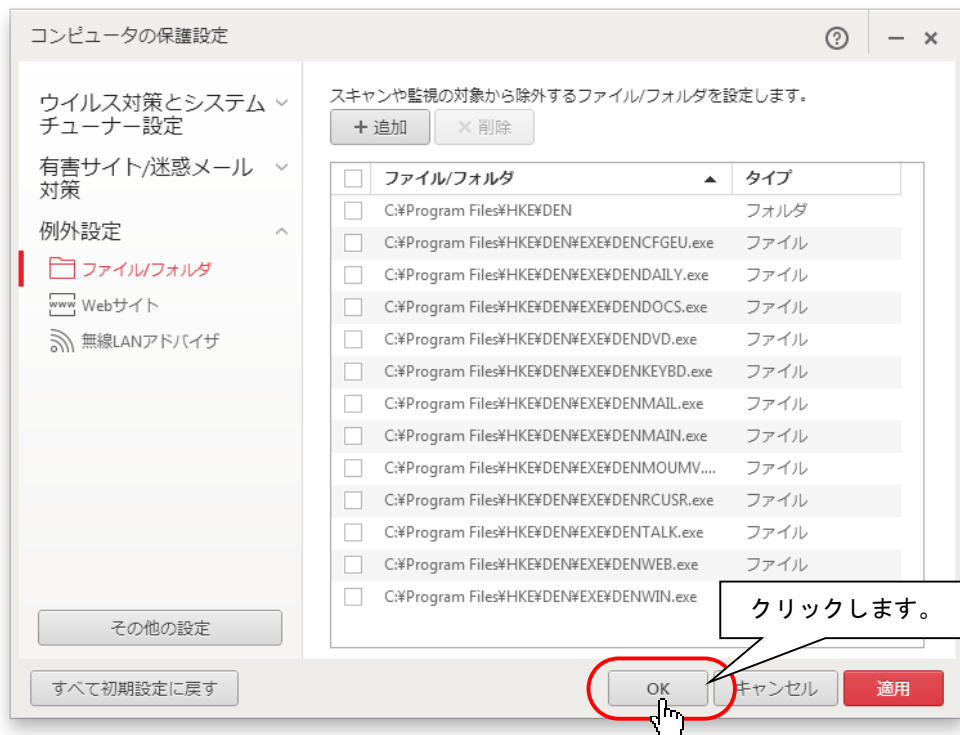 コンピュータの保護設定
ウイルス対策とシステム
チューナー設定
有害サイト/迷惑メール
対策
例外設定
ファイル/フォルダ
www Webサイト
無線LANアドバイザ
その他の設定
スキャンや監視の対象から除外するファイル/フォルダを設定します。
+ 追加 × 削除
ファイル/フォルダ ▲ タイプ
C:¥Program Files¥HKE¥DEN フォルダ
C:¥Program Files¥HKE¥DEN¥EXE¥DENCFGEU.exe ファイル
C:¥Program Files¥HKE¥DEN¥EXE¥DENDAILY.exe ファイル
C:¥Program Files¥HKE¥DEN¥EXE¥DENDOCS.exe ファイル
C:¥Program Files¥HKE¥DEN¥EXE¥DENDVD.exe ファイル
C:¥Program Files¥HKE¥DEN¥EXE¥DENKEYBD.exe ファイル
C:¥Program Files¥HKE¥DEN¥EXE¥DENMAIL.exe ファイル
C:¥Program Files¥HKE¥DEN¥EXE¥DENMAIN.exe ファイル
C:¥Program Files¥HKE¥DEN¥EXE¥DENMOUMV.... ファイル
C:¥Program Files¥HKE¥DEN¥EXE¥DENRCUSR.exe ファイル
C:¥Program Files¥HKE¥DEN¥EXE¥DENTALK.exe ファイル
C:¥Program Files¥HKE¥DEN¥EXE¥DENWEB.exe ファイル
C:¥Program Files¥HKE¥DEN¥EXE¥DENWIN.exe
クリックします。
すべて初期設定に戻す OK キャンセル 適用